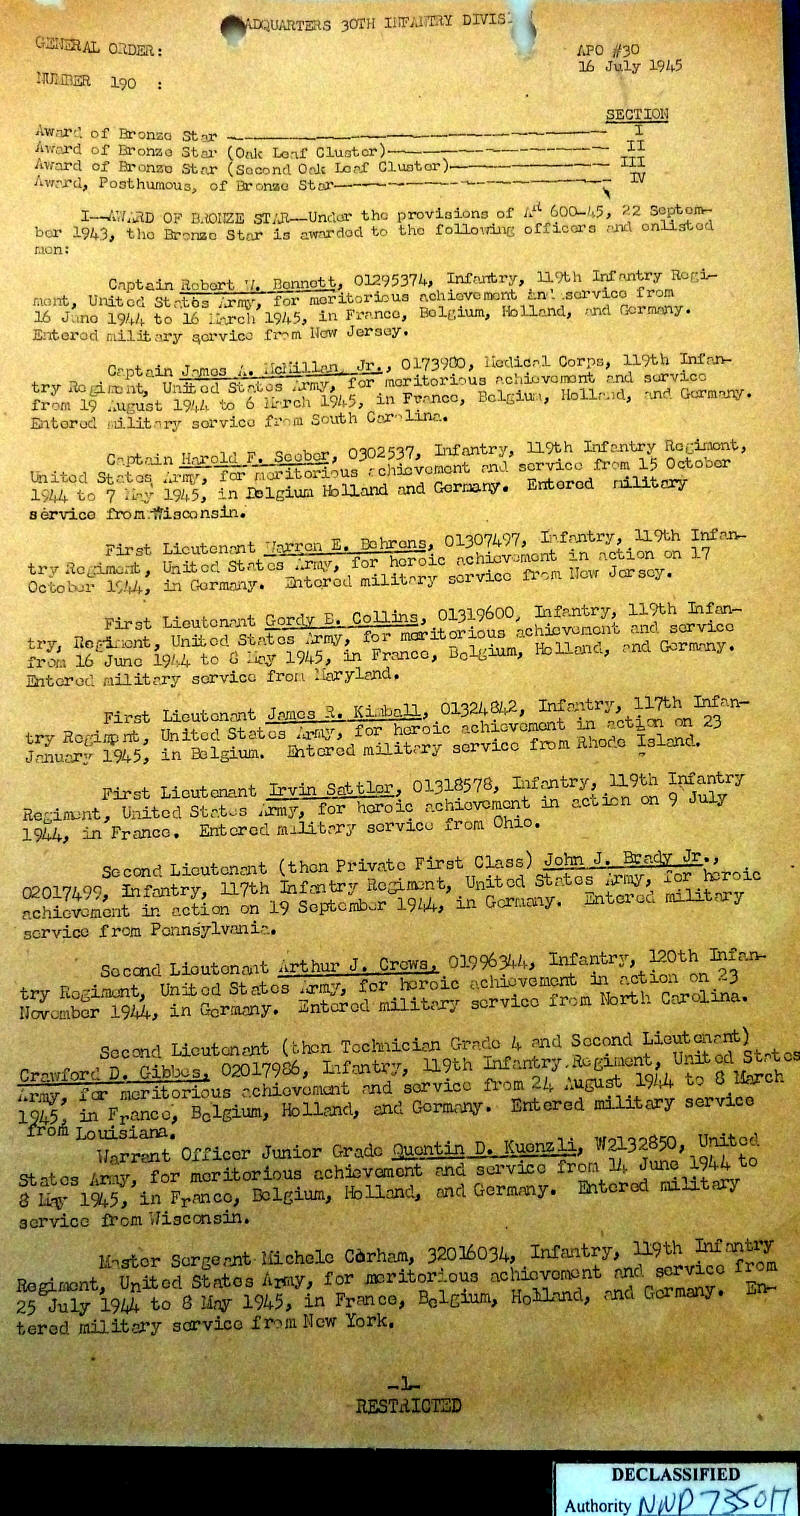 ADQUARTERS 30TH INFANTRY DIVIS
GENERAL ORDER:
APO #30
16 July 1945
NUMBER 190 :
SECTION
Award of Bronze Star — I
Award of Bronze Star (Oak Leaf Cluster) — II
Award of Bronze Star (Second Oak Leaf Cluster) — III
Award, Posthumous, of Bronze Star — IV
I—AWARD OF BRONZE STAR—Under the provisions of AR 600-45, 22 Septem-
ber 1943, the Bronze Star is awarded to the following officers and enlisted
men:
Captain Robert W. Bennett, 01295374, Infantry, 119th Infantry Regi-
ment, United States Army, for meritorious achievement and service from
16 June 1944 to 16 March 1945, in France, Belgium, Holland, and Germany.
Entered military service from New Jersey.
Captain James A. McMillan, Jr., 0173980, Medical Corps, 119th Infan-
try Regiment, United States Army, for meritorious achievement and service
from 19 August 1944 to 6 March 1945, in France, Belgium, Holland, and Germany.
Entered military service from South Carolina.
Captain Harold F. Seeber, 0302537, Infantry, 119th Infantry Regiment,
United States Army, for meritorious achievement and service from 15 October
1944 to 7 May 1945, in Belgium Holland and Germany. Entered military
service from Wisconsin.
First Lieutenant Warren E. Behrens, 01307497, Infantry, 119th Infan-
try Regiment, United States Army, for heroic achievement in action on 17
October 1944, in Germany. Entered military service from New Jersey.
First Lieutenant Gordy B. Collins, 01319600, Infantry, 119th Infan-
try, Regiment, United States Army, for meritorious achievement and service
from 16 June 1944 to 8 May 1945, in France, Belgium, Holland, and Germany.
Entered military service from Maryland.
First Lieutenant James R. Kimball, 01324842, Infantry, 117th Infan-
try Regiment, United States Army, for heroic achievement in action on 23
January 1945, in Belgium. Entered military service from Rhode Island.
First Lieutenant Irvin Sattler, 01318578, Infantry, 119th Infantry
Regiment, United States Army, for heroic achievement in action on 9 July
1944, in France. Entered military service from Ohio.
Second Lieutenant (then Private First Class) John J. Brady Jr.,
02017499, Infantry, 117th Infantry Regiment, United States Army, for heroic
achievement in action on 19 September 1944, in Germany. Entered military
service from Pennsylvania.
Second Lieutenant Arthur J. Crews, 01996344, Infantry, 120th Infan-
try Regiment, United States Army, for heroic achievement in action on 23
November 1944, in Germany. Entered military service from North Carolina.
Second Lieutenant (then Technician Grade 4 and Second Lieutenant)
Crawford D. Gibbes, 02017986, Infantry, 119th Infantry Regiment, United States
Army, for meritorious achievement and service from 24 August 1944 to 8 March
1945, in France, Belgium, Holland, and Germany. Entered military service
from Louisiana.
Warrant Officer Junior Grade Quentin D. Kuenzli, W2132850, United
States Army, for meritorious achievement and service from 14 June 1944 to
8 May 1945, in France, Belgium, Holland, and Germany. Entered military
service from Wisconsin.
Master Sergeant Michele Carham, 32016034, Infantry, 119th Infantry
Regiment, United States Army, for meritorious achievement and service from
25 July 1944 to 8 May 1945, in France, Belgium, Holland, and Germany. En-
tered military service from New York.
-1-
RESTRICTED
DECLASSIFIED
Authority NND 735017